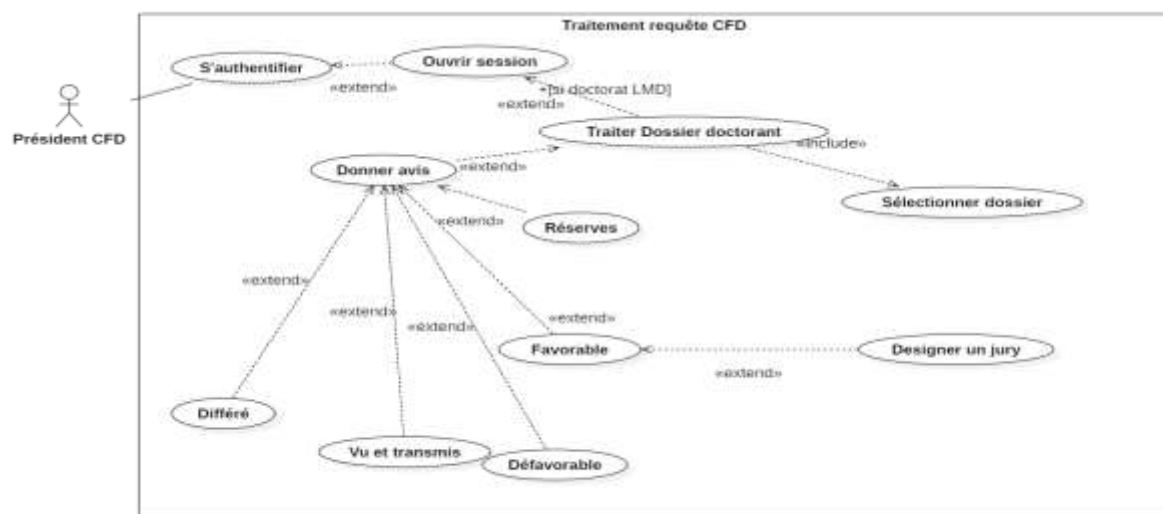 Traitement requête CFD
S'authentifier
Ouvrir session
«extend»
[si doctorat LMD]
«extend»
Président CFD
Traiter Dossier doctorant
«include»
Donner avis
«extend»
Sélectionner dossier
«extend»
Réserves
«extend»
«extend»
«extend»
«extend»
Favorable
Designer un jury
«extend»
Différé
Vu et transmis
Défavorable